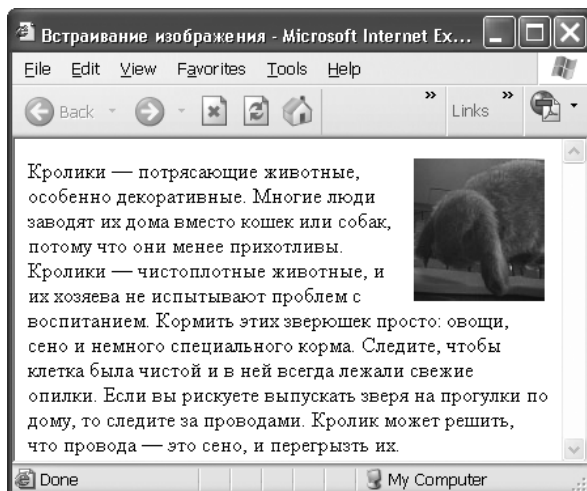 Встраивание изображения - Microsoft Internet Ex...
File Edit View Favorites Tools Help
Back » Links »
Кролики — потрясающие животные,
особенно декоративные. Многие люди
заводят их дома вместо кошек или собак,
потому что они менее прихотливы.
Кролики — чистоплотные животные, и
их хозяева не испытывают проблем с
воспитанием. Кормить этих зверюшек просто: овощи,
сено и немного специального корма. Следите, чтобы
клетка была чистой и в ней всегда лежали свежие
опилки. Если вы рискуете выпускать зверя на прогулки по
дому, то следите за проводами. Кролик может решить,
что провода — это сено, и перегрызть их.
Done My Computer